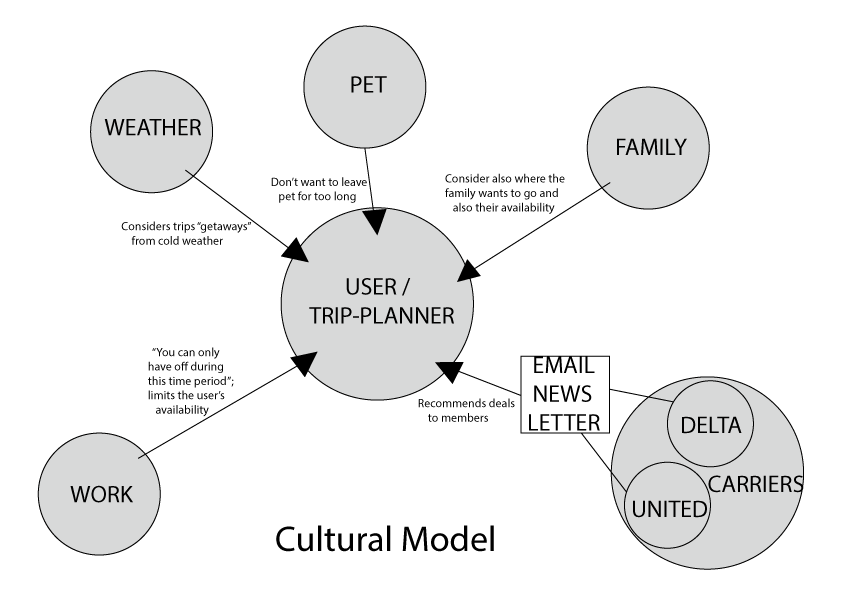 PET
WEATHER
FAMILY
Don't want to leave
pet for too long
Consider also where the
family wants to go and
also their availability
Considers trips “getaways”
from cold weather
USER /
TRIP-PLANNER
“You can only
have off during
this time period”;
limits the user's
availability
EMAIL
NEWS
LETTER
Recommends deals
to members
DELTA
CARRIERS
UNITED
WORK
Cultural Model